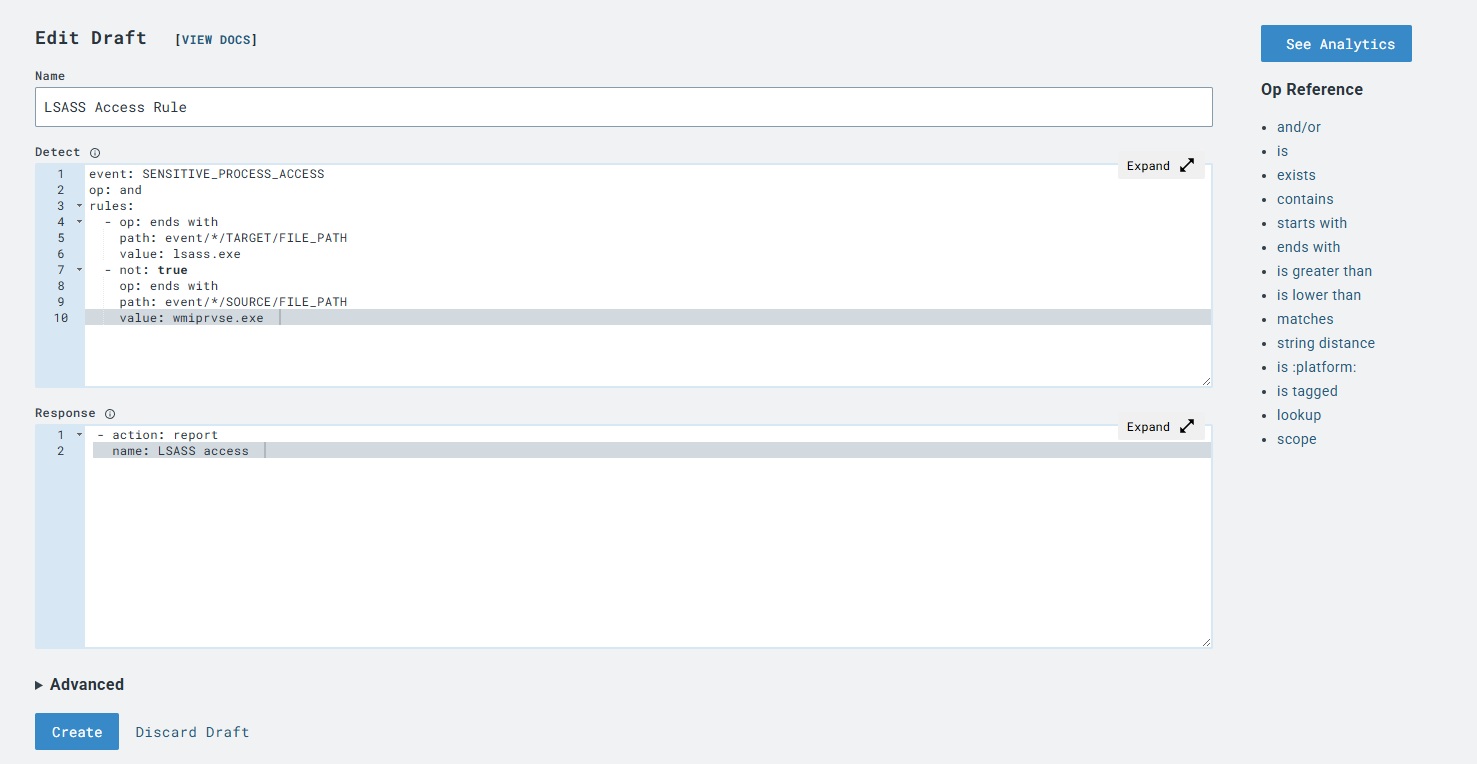 Edit Draft [VIEW DOCS]
Name
LSASS Access Rule
Detect
Expand
1 event: SENSITIVE_PROCESS_ACCESS
2 op: and
3 rules:
4 - op: ends with
5 path: event/*/TARGET/FILE_PATH
6 value: lsass.exe
7 - not: true
8 op: ends with
9 path: event/*/SOURCE/FILE_PATH
10 value: wmiprvse.exe
Response
Expand
1 - action: report
2 name: LSASS access
Advanced
Create Discard Draft
See Analytics
Op Reference
and/or
is
exists
contains
starts with
ends with
is greater than
is lower than
matches
string distance
is :platform:
is tagged
lookup
scope